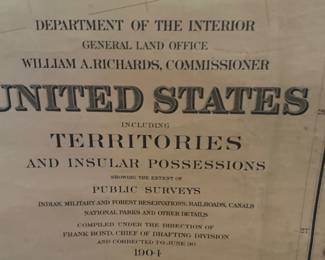 DEPARTMENT OF THE INTERIOR
GENERAL LAND OFFICE
WILLIAM A. RICHARDS, COMMISSIONER
UNITED STATES
INCLUDING
TERRITORIES
AND INSULAR POSSESSIONS
SHOWING THE EXTENT OF
PUBLIC SURVEYS
INDIAN, MILITARY AND FOREST RESERVATIONS, RAILROADS, CANALS
NATIONAL PARKS AND OTHER DETAILS
COMPILED UNDER THE DIRECTION OF
FRANK BOND, CHIEF OF DRAFTING DIVISION
AND CORRECTED TO JUNE 30
1904